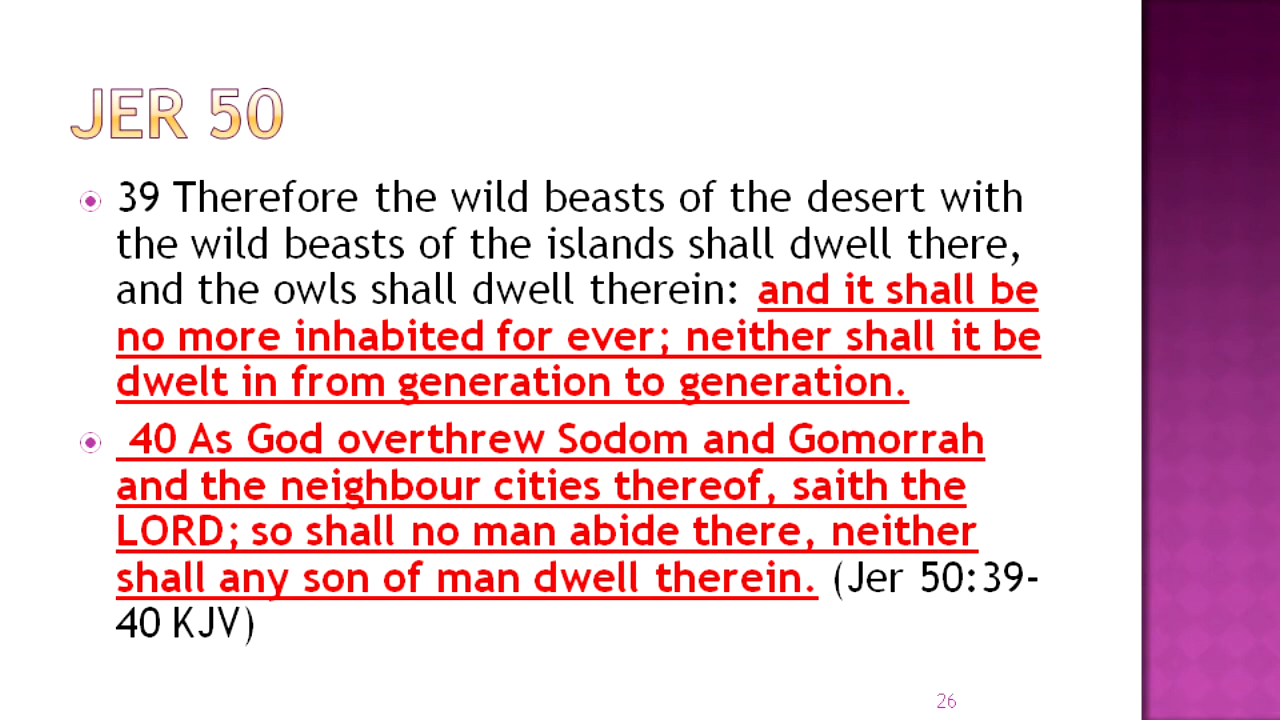 JER 50
39 Therefore the wild beasts of the desert with
the wild beasts of the islands shall dwell there,
and the owls shall dwell therein: and it shall be
no more inhabited for ever; neither shall it be
dwelt in from generation to generation.
40 As God overthrew Sodom and Gomorrah
and the neighbour cities thereof, saith the
LORD; so shall no man abide there, neither
shall any son of man dwell therein. (Jer 50:39-
40 KJV)
26